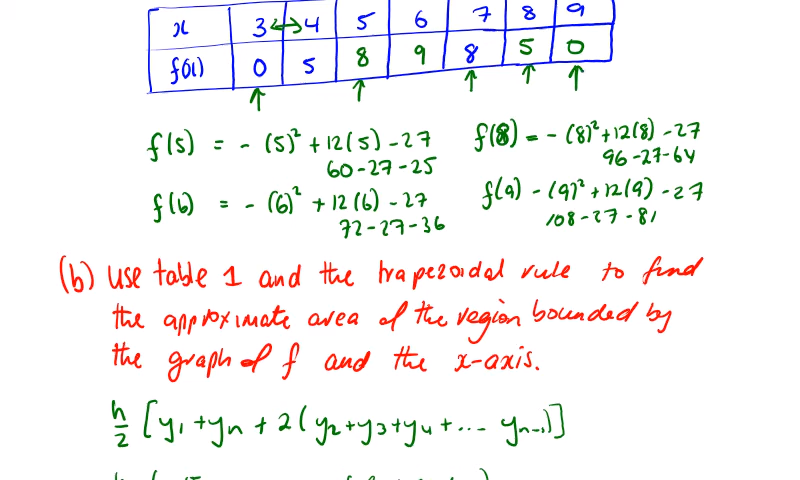 x 3 ↔ 4 5 6 7 8 9
f(x) 0 5 8 9 8 5 0
f(5) = - (5)² + 12(5) - 27
60 - 27 - 25
f(8) = - (8)² + 12(8) - 27
96 - 27 - 64
f(6) = - (6)² + 12(6) - 27
72 - 27 - 36
f(9) - (9)² + 12(9) - 27
108 - 27 - 81
(b) Use table 1 and the trapezoidal rule to find
the approximate area of the region bounded by
the graph of f and the x-axis.
h/2 [y₁ + yₙ + 2(y₂ + y₃ + y₄ + ... yₙ₋₁)]